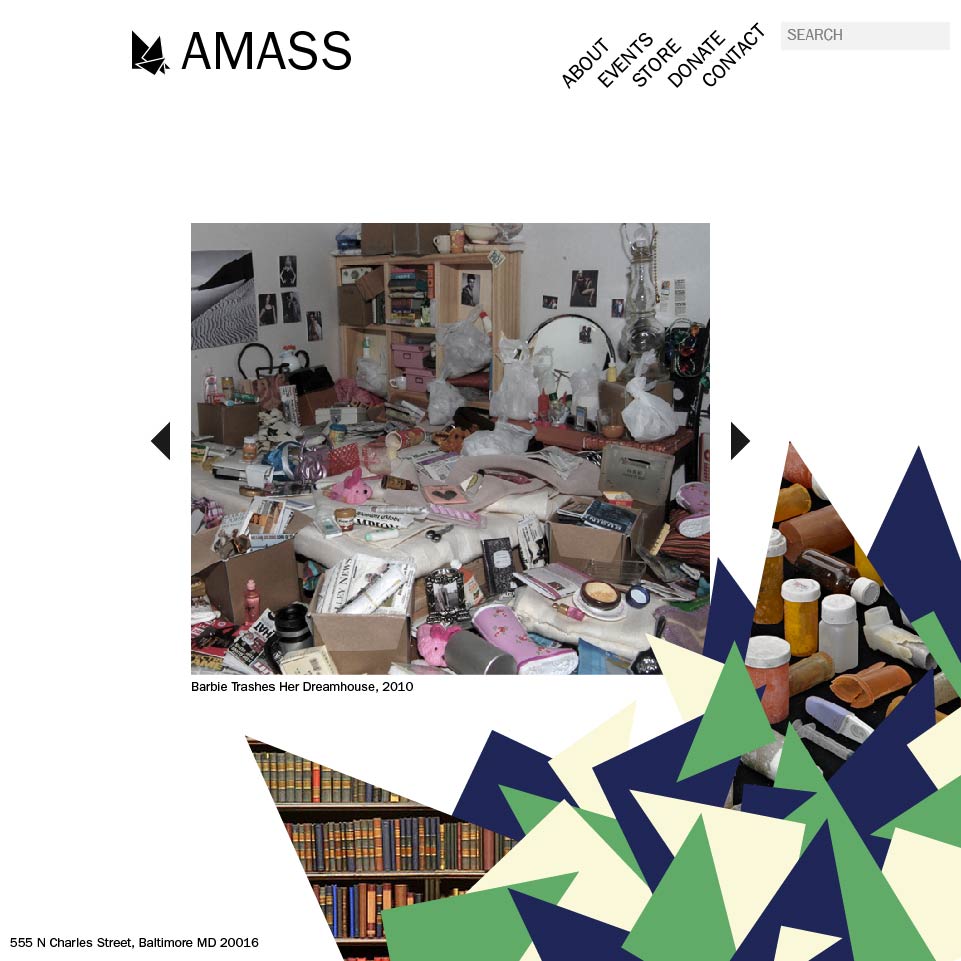 AMASS
ABOUT
EVENTS
STORE
DONATE
CONTACT
SEARCH
Barbie Trashes Her Dreamhouse, 2010
555 N Charles Street, Baltimore MD 20016